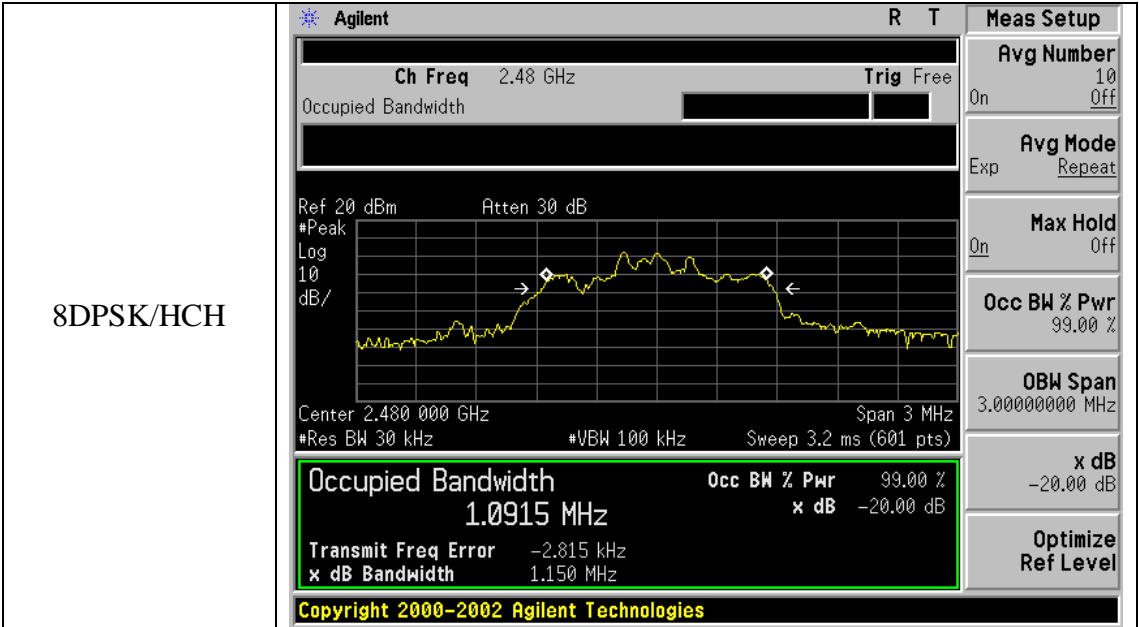 8DPSK/HCH
Agilent R T
Ch Freq 2.48 GHz Trig Free
Occupied Bandwidth
Ref 20 dBm Atten 30 dB
#Peak
Log
10
dB/
Center 2.480 000 GHz Span 3 MHz
#Res BW 30 kHz #VBW 100 kHz Sweep 3.2 ms (601 pts)
Occupied Bandwidth Occ BW % Pwr 99.00 %
1.0915 MHz x dB -20.00 dB
Transmit Freq Error -2.815 kHz
x dB Bandwidth 1.150 MHz
Copyright 2000-2002 Agilent Technologies
Meas Setup
Avg Number
10
On Off
Avg Mode
Exp Repeat
Max Hold
On Off
Occ BW % Pwr
99.00 %
OBW Span
3.00000000 MHz
x dB
-20.00 dB
Optimize
Ref Level